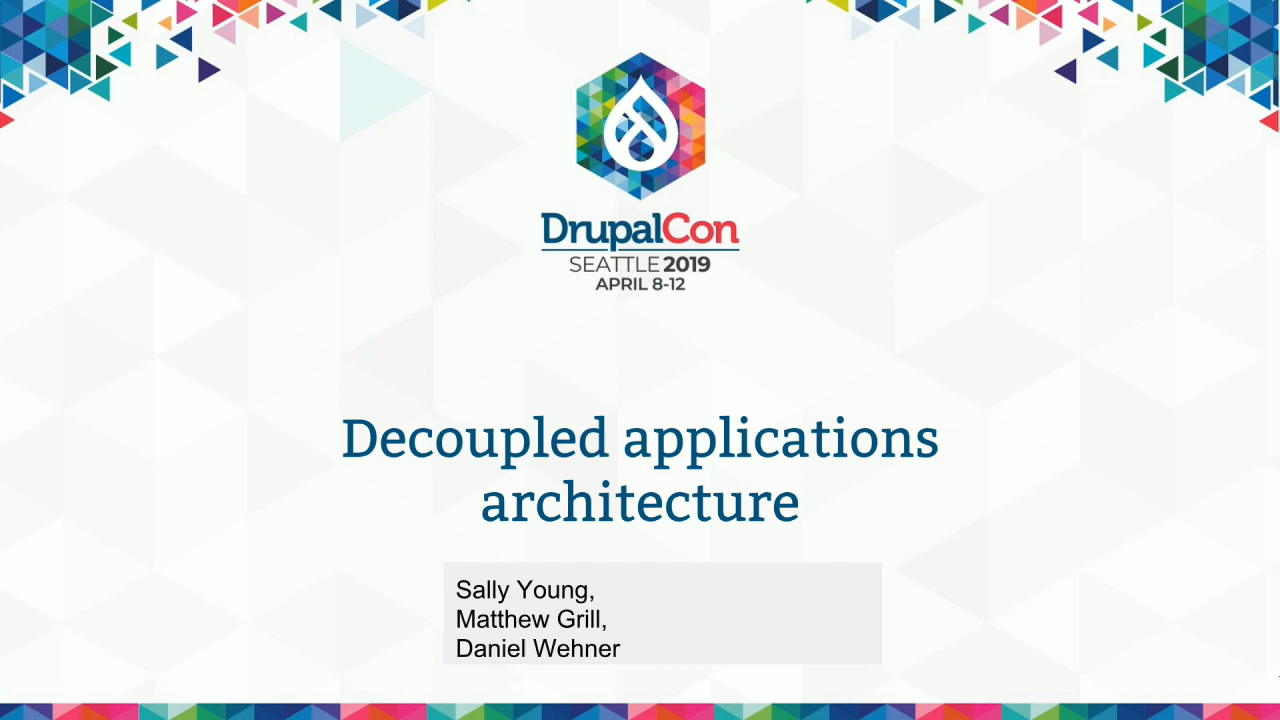 DrupalCon
SEATTLE 2019
APRIL 8-12
Decoupled applications
architecture
Sally Young,
Matthew Grill,
Daniel Wehner